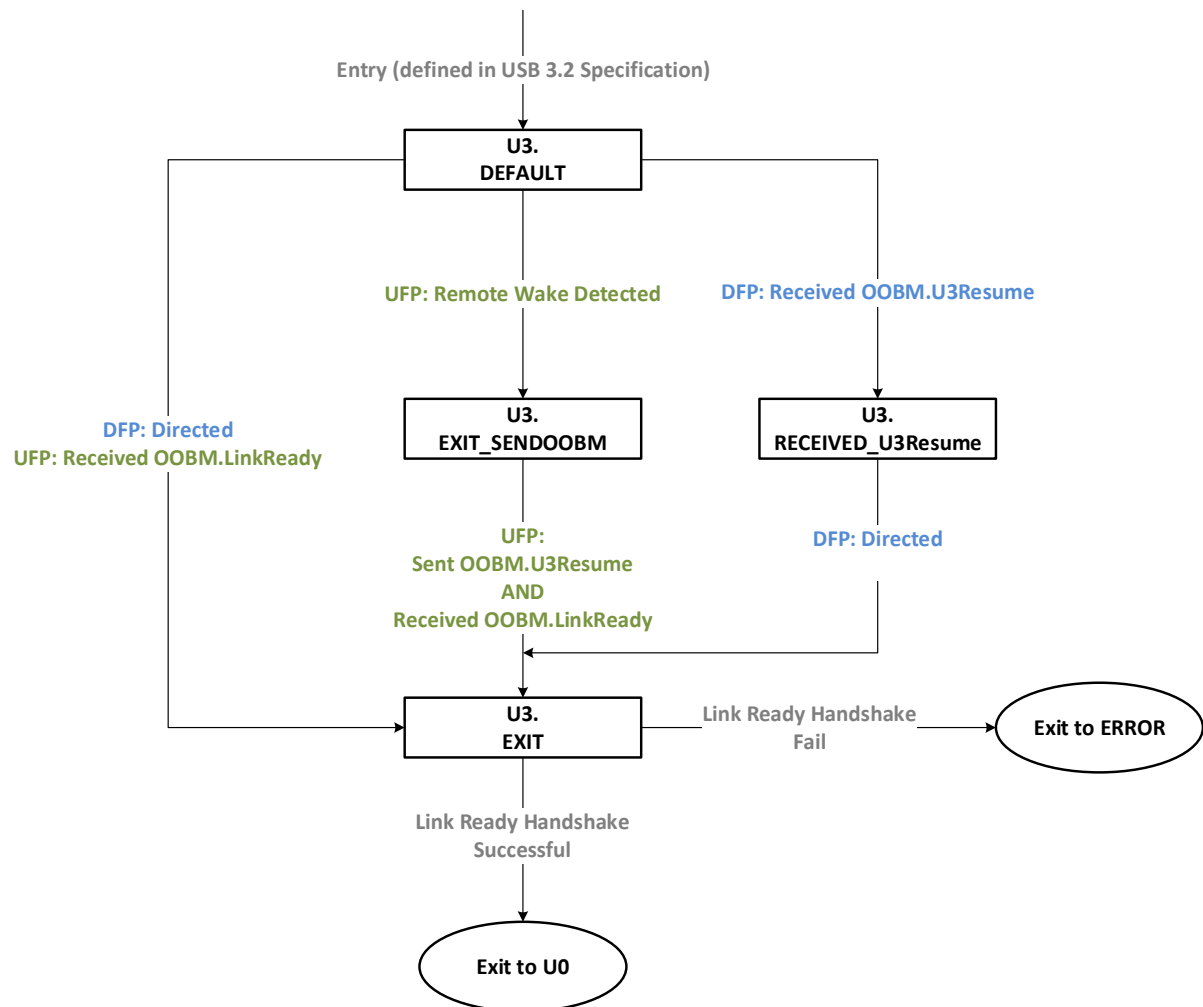 Entry (defined in USB 3.2 Specification)
U3.
DEFAULT
UFP: Remote Wake Detected
DFP: Received OOBM.U3Resume
U3.
EXIT_SENDOOBM
U3.
RECEIVED_U3Resume
DFP: Directed
UFP: Received OOBM.LinkReady
UFP:
Sent OOBM.U3Resume
AND
Received OOBM.LinkReady
DFP: Directed
U3.
EXIT
Link Ready Handshake
Fail
Exit to ERROR
Link Ready Handshake
Successful
Exit to U0